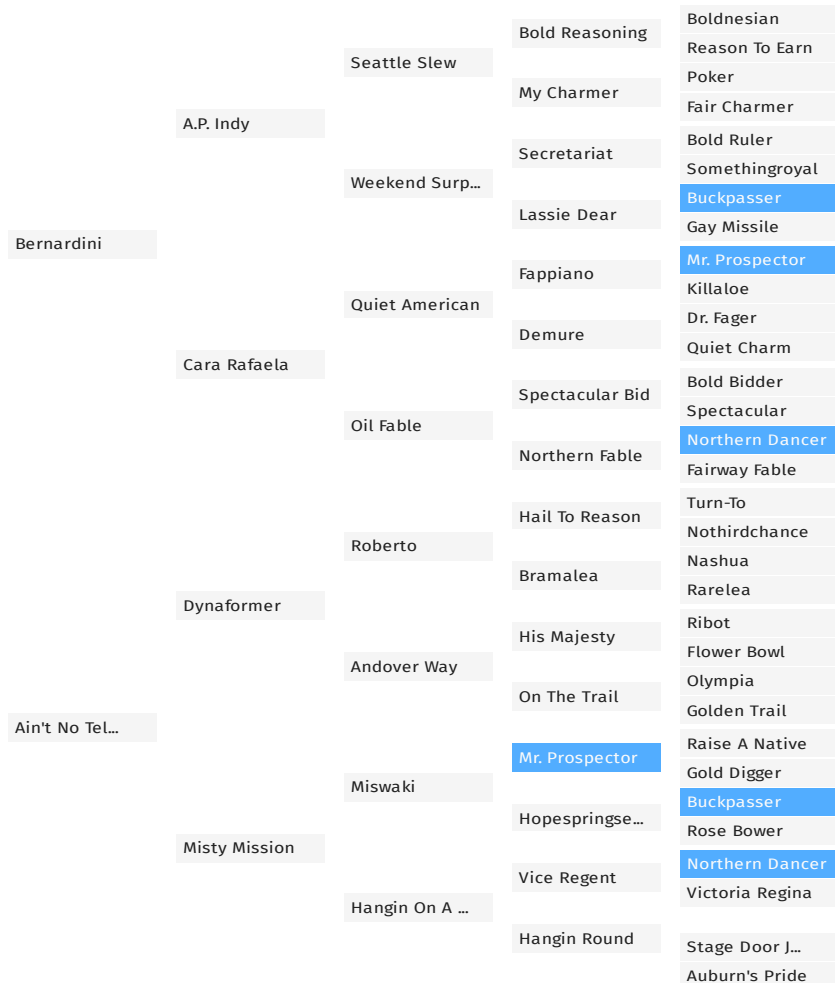 Boldnesian
Bold Reasoning
Reason To Earn
Seattle Slew
Poker
My Charmer
Fair Charmer
A.P. Indy
Bold Ruler
Secretariat
Somethingroyal
Weekend Surp...
Buckpasser
Lassie Dear
Gay Missile
Bernardini
Mr. Prospector
Fappiano
Killaloe
Quiet American
Dr. Fager
Demure
Quiet Charm
Cara Rafaela
Bold Bidder
Spectacular Bid
Spectacular
Oil Fable
Northern Dancer
Northern Fable
Fairway Fable
Turn-To
Hail To Reason
Nothirdchance
Roberto
Nashua
Bramalea
Rarelea
Dynaformer
Ribot
His Majesty
Flower Bowl
Andover Way
Olympia
On The Trail
Golden Trail
Ain't No Tel...
Raise A Native
Mr. Prospector
Gold Digger
Miswaki
Buckpasser
Hopespringse...
Rose Bower
Misty Mission
Northern Dancer
Vice Regent
Victoria Regina
Hangin On A ...
Hangin Round
Stage Door J...
Auburn's Pride